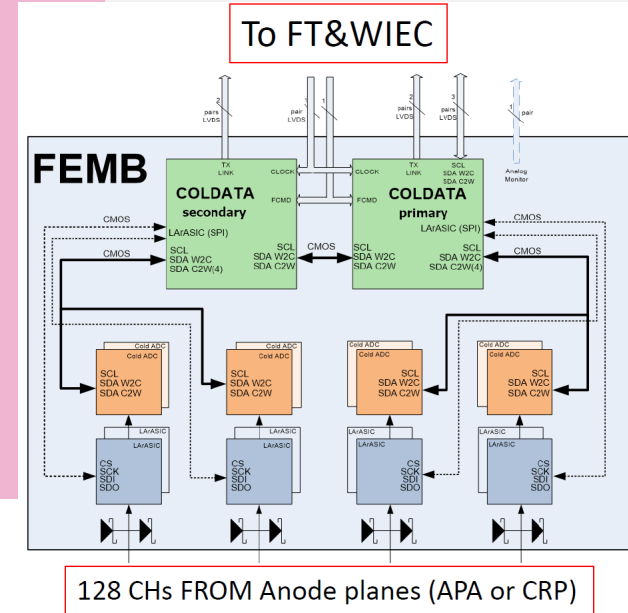 To FT&WIEC
2
pairs
LVDS
1
pair
LVDS
1
2
pairs
LVDS
3
pairs
LVDS
1
pair
FEMB
TX
LINK
CLOCK
COLDATA
secondary
FCMD
LArASIC (SPI)
SCL
SDA W2C
SDA C2W(4)
SCL
SDA W2C
SDA C2W
CMOS
TX
LINK
SCL
SDA W2C
SDA C2W
CLOCK
COLDATA
primary
FCMD
LArASIC (SPI)
SCL
SDA W2C
SDA C2W
SCL
SDA W2C
SDA C2W(4)
Analog
Monitor
CMOS
CMOS
CMOS
CMOS
Cold ADC
Cold ADC
SCL
SDA W2C
SDA C2W
Cold ADC
Cold ADC
SCL
SDA W2C
SDA C2W
Cold ADC
Cold ADC
SCL
SDA W2C
SDA C2W
Cold ADC
Cold ADC
SCL
SDA W2C
SDA C2W
LArASIC
LArASIC
CS
SCK
SDI
SDO
LArASIC
LArASIC
CS
SCK
SDI
SDO
LArASIC
LArASIC
CS
SCK
SDI
SDO
LArASIC
LArASIC
CS
SCK
SDI
SDO
128 CHs FROM Anode planes (APA or CRP)